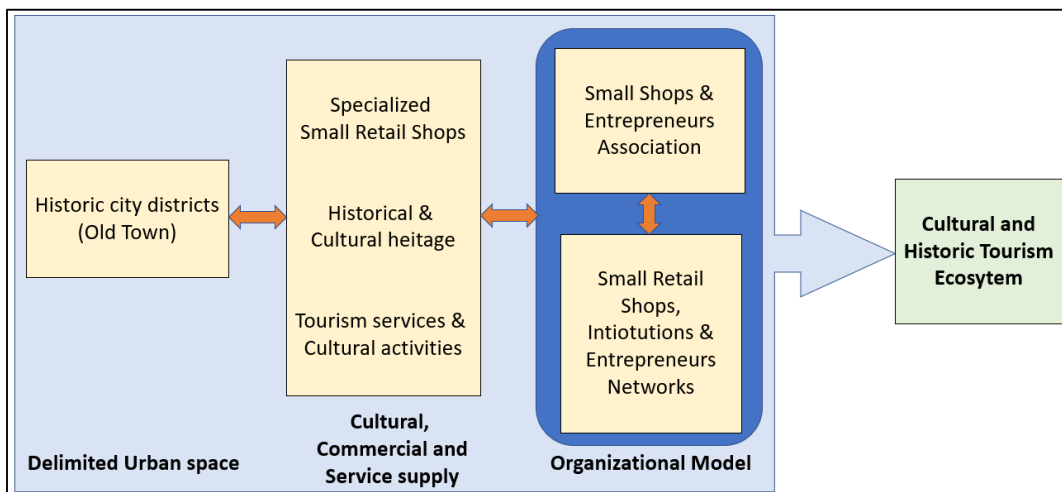 Historic city districts
(Old Town)
Delimited Urban space
Specialized
Small Retail Shops
Historical &
Cultural heitage
Tourism services &
Cultural activities
Cultural,
Commercial and
Service supply
Small Shops &
Entrepreneurs
Association
Small Retail
Shops,
Intiotutions &
Entrepreneurs
Networks
Organizational Model
Cultural and
Historic Tourism
Ecosytem